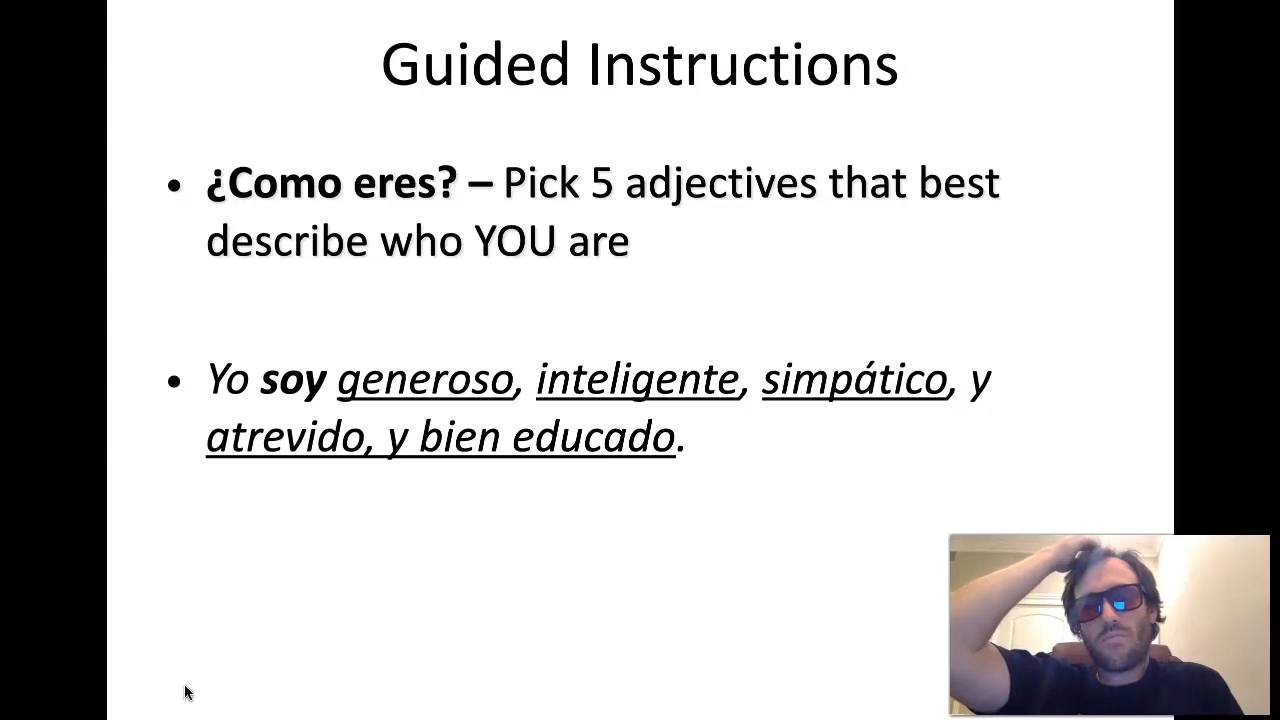 Guided Instructions
• ¿Como eres? – Pick 5 adjectives that best
describe who YOU are
• Yo soy generoso, inteligente, simpático, y
atrevido, y bien educado.